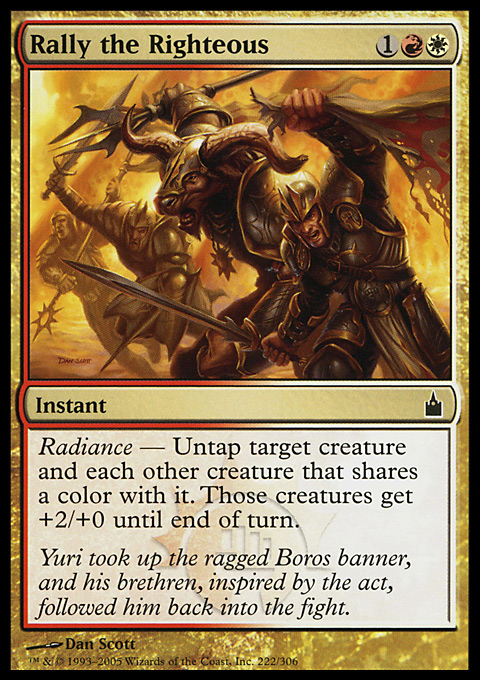 Rally the Righteous 1
DAN SCOTT
Instant
Radiance — Untap target creature
and each other creature that shares
a color with it. Those creatures get
+2/+0 until end of turn.
Yuri took up the ragged Boros banner,
and his brethren, inspired by the act,
followed him back into the fight.
Dan Scott
™ & © 1993–2005 Wizards of the Coast, Inc. 222/306